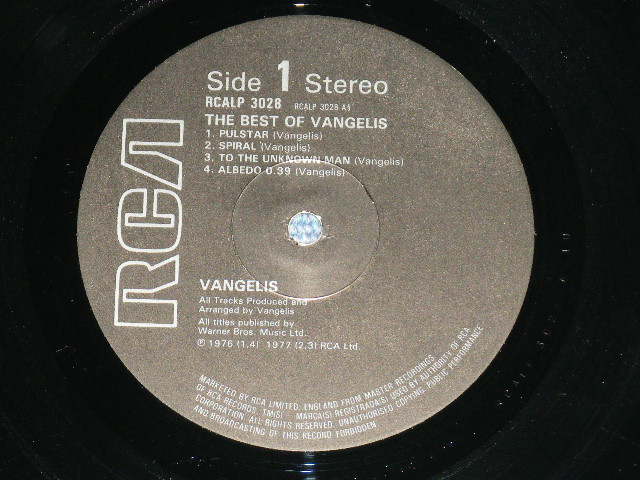 RCA
Side 1 Stereo
RCALP 3028 RCALP 3028 A1
THE BEST OF VANGELIS
1. PULSTAR (Vangelis)
2. SPIRAL (Vangelis)
3. TO THE UNKNOWN MAN (Vangelis)
4. ALBEDO 0.39 (Vangelis)
VANGELIS
All Tracks Produced and
Arranged by Vangelis
All titles published by
Warner Bros. Music Ltd.
℗ 1976 (1,4) 1977 (2,3) RCA Ltd.
MARKETED BY RCA LIMITED, ENGLAND FROM MASTER RECORDINGS
OF RCA RECORDS. TM(S) MARCA(S) REGISTRADA(S) USED BY AUTHORITY OF RCA
CORPORATION. ALL RIGHTS RESERVED. UNAUTHORISED COPYING, PUBLIC PERFORMANCE
AND BROADCASTING OF THIS RECORD FORBIDDEN